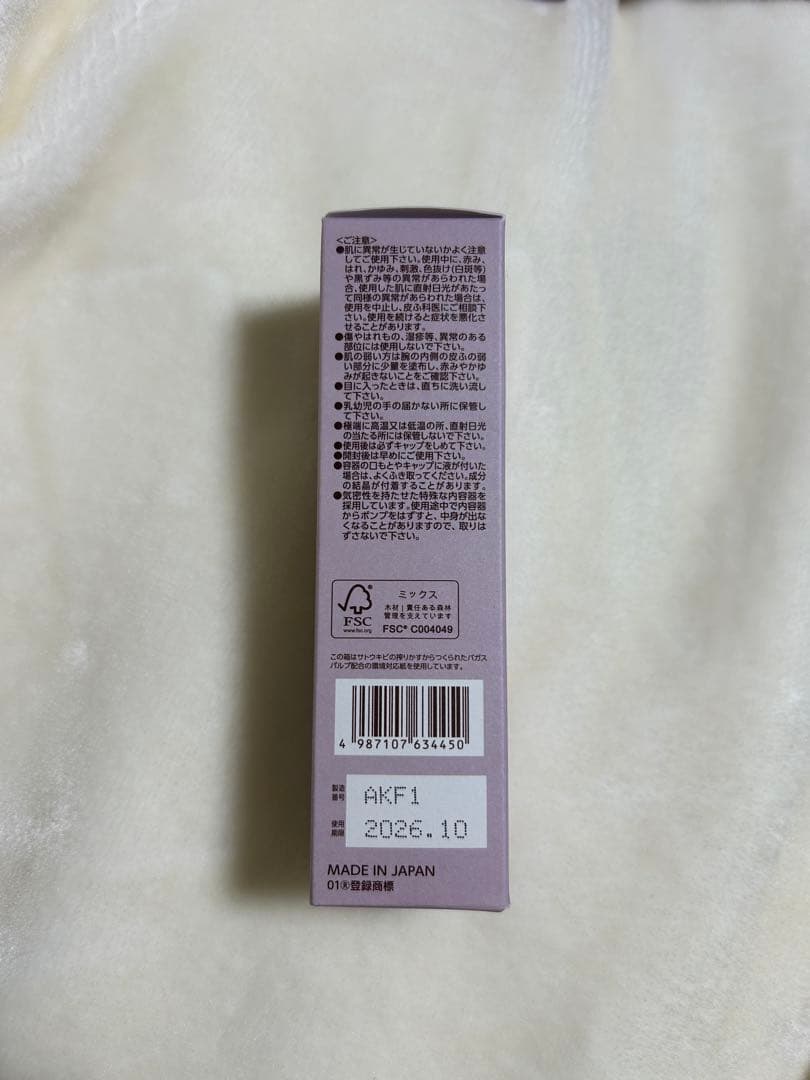 <ご注意>
●肌に異常が生じていないかよく注意
してご使用下さい。使用中に、赤み、
はれ、かゆみ、刺激、色抜け(白斑等)
や黒ずみ等の異常があらわれた場
合、使用した肌に直射日光があたっ
て同様の異常があらわれた場合は、
使用を中止し、皮ふ科医にご相談下
さい。使用を続けると症状を悪化さ
せることがあります。
●傷やはれもの、湿疹等、異常のある
部位には使用しないで下さい。
●肌の弱い方は腕の内側の皮ふの弱
い部分に少量を塗布し、赤みやかゆ
みが起きないことをご確認下さい。
●目に入ったときは、直ちに洗い流し
て下さい。
●乳幼児の手の届かない所に保管し
て下さい。
●極端に高温又は低温の所、直射日光
の当たる所には保管しないで下さい。
●使用後は必ずキャップをしめて下さい。
●開封後は早めにご使用下さい。
●容器の口もとやキャップに液が付いた
場合は、よくふき取ってください。成分
の結晶が付着することがあります。
●気密性を持たせた特殊な内容器を
採用しています。使用途中で内容器
からポンプをはずすと、中身が出な
くなることがありますので、取りは
ずさないで下さい。
FSC
www.fsc.org
ミックス
木材|責任ある森林
管理を支えています
FSC® C004049
この箱はサトウキビの搾りかすからつくられたバガス
パルプ配合の環境対応紙を使用しています。
4 987107 634450
製造
番号
AKF1
使用
期限
2026.10
MADE IN JAPAN
01®登録商標